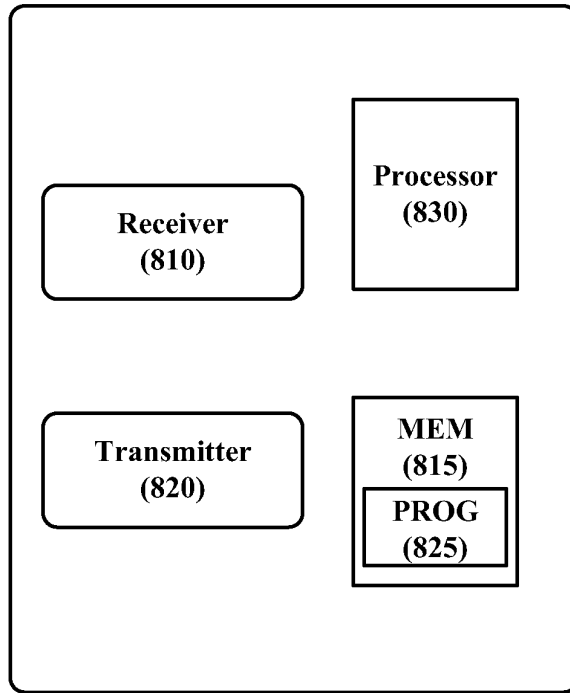 Processor
(830)
Receiver
(810)
Transmitter
(820)
MEM
(815)
PROG
(825)